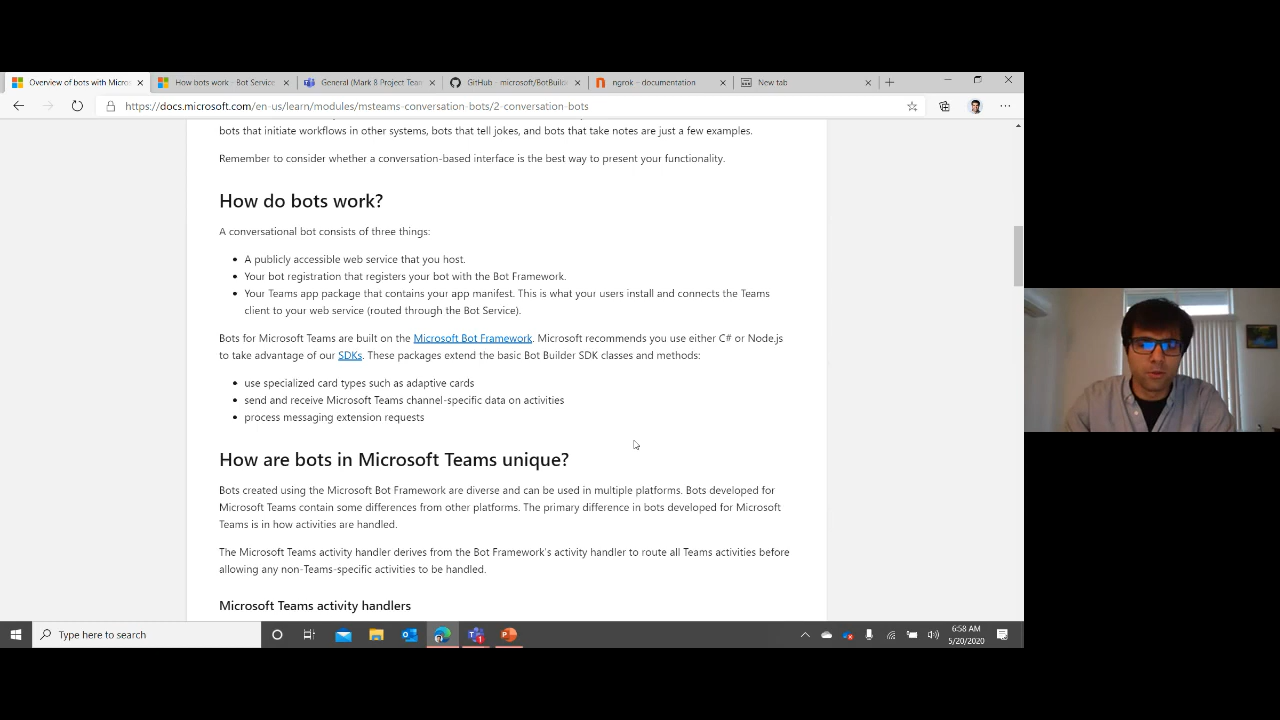 Overview of bots with Micro
How bots work - Bot Service
General (Mark 8 Project Team
GitHub - microsoft/BotBuild
ngrok - documentation
New tab
https://docs.microsoft.com/en-us/learn/modules/msteams-conversation-bots/2-conversation-bots
bots that initiate workflows in other systems, bots that tell jokes, and bots that take notes are just a few examples.
Remember to consider whether a conversation-based interface is the best way to present your functionality.
How do bots work?
A conversational bot consists of three things:
• A publicly accessible web service that you host.
• Your bot registration that registers your bot with the Bot Framework.
• Your Teams app package that contains your app manifest. This is what your users install and connects the Teams
client to your web service (routed through the Bot Service).
Bots for Microsoft Teams are built on the Microsoft Bot Framework. Microsoft recommends you use either C# or Node.js
to take advantage of our SDKs. These packages extend the basic Bot Builder SDK classes and methods:
• use specialized card types such as adaptive cards
• send and receive Microsoft Teams channel-specific data on activities
• process messaging extension requests
How are bots in Microsoft Teams unique?
Bots created using the Microsoft Bot Framework are diverse and can be used in multiple platforms. Bots developed for
Microsoft Teams contain some differences from other platforms. The primary difference in bots developed for Microsoft
Teams is in how activities are handled.
The Microsoft Teams activity handler derives from the Bot Framework's activity handler to route all Teams activities before
allowing any non-Teams-specific activities to be handled.
Microsoft Teams activity handlers
Type here to search
6:58 AM
5/20/2020